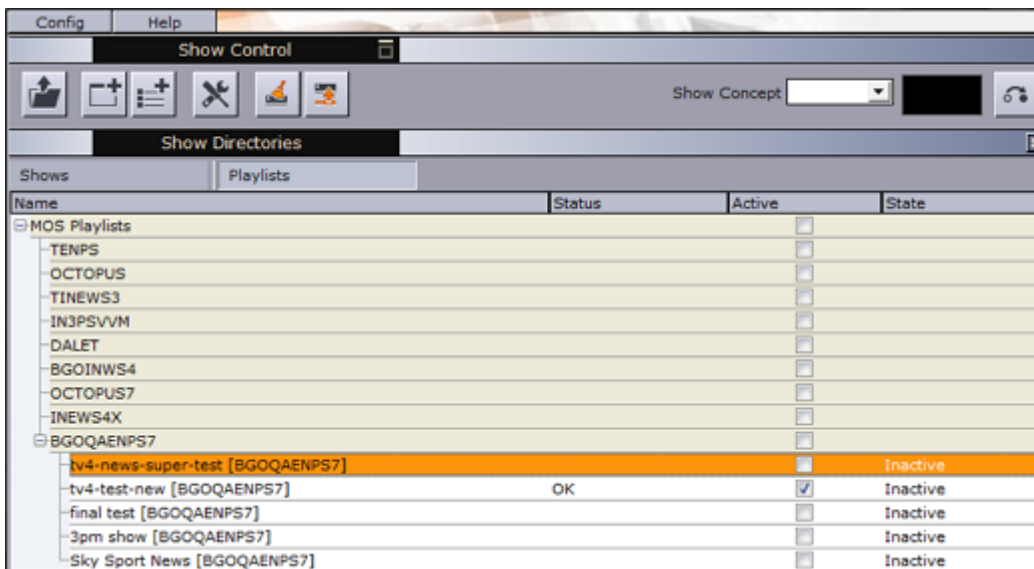 Config Help
Show Control
Show Concept
Show Directories
Shows Playlists
Name Status Active State
MOS Playlists
TENPS
OCTOPUS
TINEWS3
IN3PSVVM
DALET
BGOINWS4
OCTOPUS7
INEWS4X
BGOQAENPS7
tv4-news-super-test [BGOQAENPS7] Inactive
tv4-test-new [BGOQAENPS7] OK Inactive
final test [BGOQAENPS7] Inactive
3pm show [BGOQAENPS7] Inactive
Sky Sport News [BGOQAENPS7] Inactive